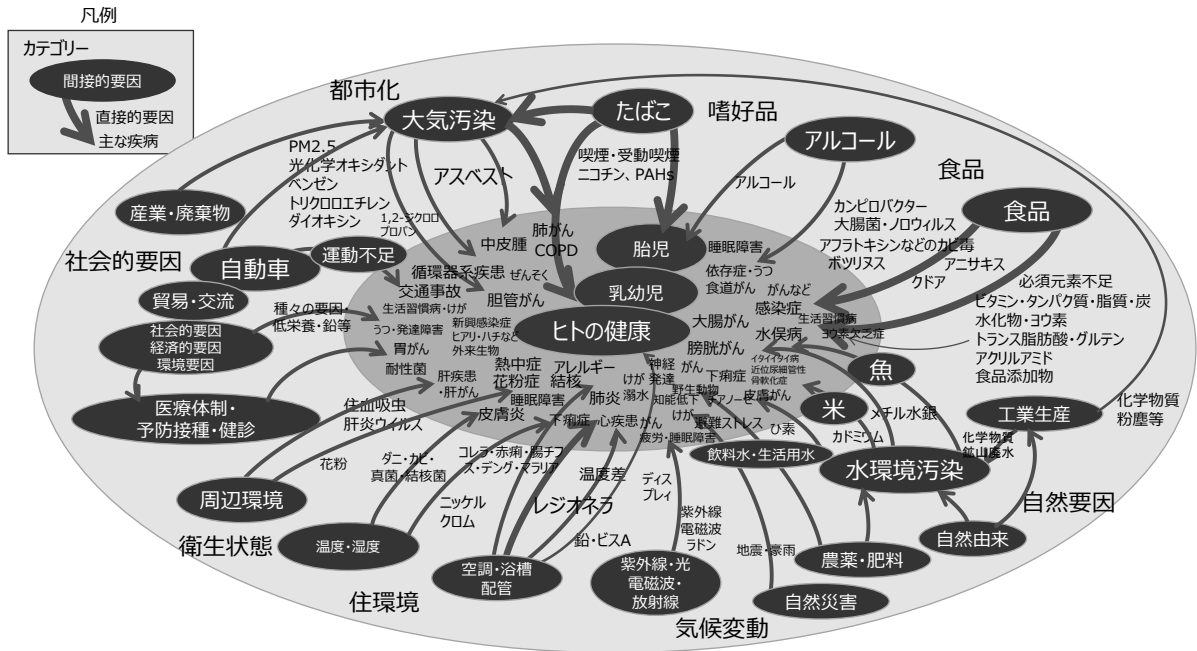 凡例
カテゴリー
間接的要因
直接的要因
主な疾病
都市化
大気汚染
たばこ
嗜好品
アルコール
食品
食品
産業・廃棄物
PM2.5
光化学オキシダント
ベンゼン
トリクロロエチレン
ダイオキシン
アスベスト
喫煙・受動喫煙
ニコチン、PAHs
アルコール
カンピロバクター
大腸菌・ノロウィルス
アフラトキシンなどのカビ毒
ボツリヌス
アニサキス
クドア
1,2-ジクロロ
プロパン
社会的要因
自動車
運動不足
貿易・交流
社会的要因
経済的要因
環境要因
種々の要因・
低栄養・鉛等
医療体制・
予防接種・健診
中皮腫
肺がん
COPD
胎児
睡眠障害
循環器系疾患
ぜんそく
交通事故
胆管がん
乳幼児
依存症・うつ
食道がん
がんなど
感染症
生活習慣病・けが
うつ・発達障害
新興感染症
ヒアリ・ハチなど
外来生物
ヒトの健康
大腸がん
生活習慣病
ヨウ素欠乏症
水俣病
膀胱がん
胃がん
耐性菌
熱中症
花粉症
アレルギー
結核
神経
発達
がん
下痢症
イタイイタイ病
近位尿細管性
骨軟化症
肝疾患
・肝がん
睡眠障害
肺炎
けが
溺水
野生動物
知能低下
チアノーゼ
皮膚がん
皮膚炎
下痢症
心疾患
がん
けが
避難ストレス
疲労・睡眠障害
ひ素
必須元素不足
ビタミン・タンパク質・脂質・炭
水化物・ヨウ素
トランス脂肪酸・グルテン
アクリルアミド
食品添加物
魚
米
メチル水銀
カドミウム
工業生産
化学物質
粉塵等
化学物質
鉱山廃水
飲料水・生活用水
水環境汚染
自然要因
自然由来
農薬・肥料
住血吸虫
肝炎ウイルス
花粉
周辺環境
衛生状態
ダニ・カビ・
真菌・結核菌
コレラ・赤痢・腸チフ
ス・デング・マラリア
ニッケル
クロム
レジオネラ
温度差
鉛・ビスA
ディス
プレィ
紫外線
電磁波
ラドン
地震・豪雨
温度・湿度
空調・浴槽
配管
住環境
紫外線・光
電磁波・
放射線
自然災害
気候変動